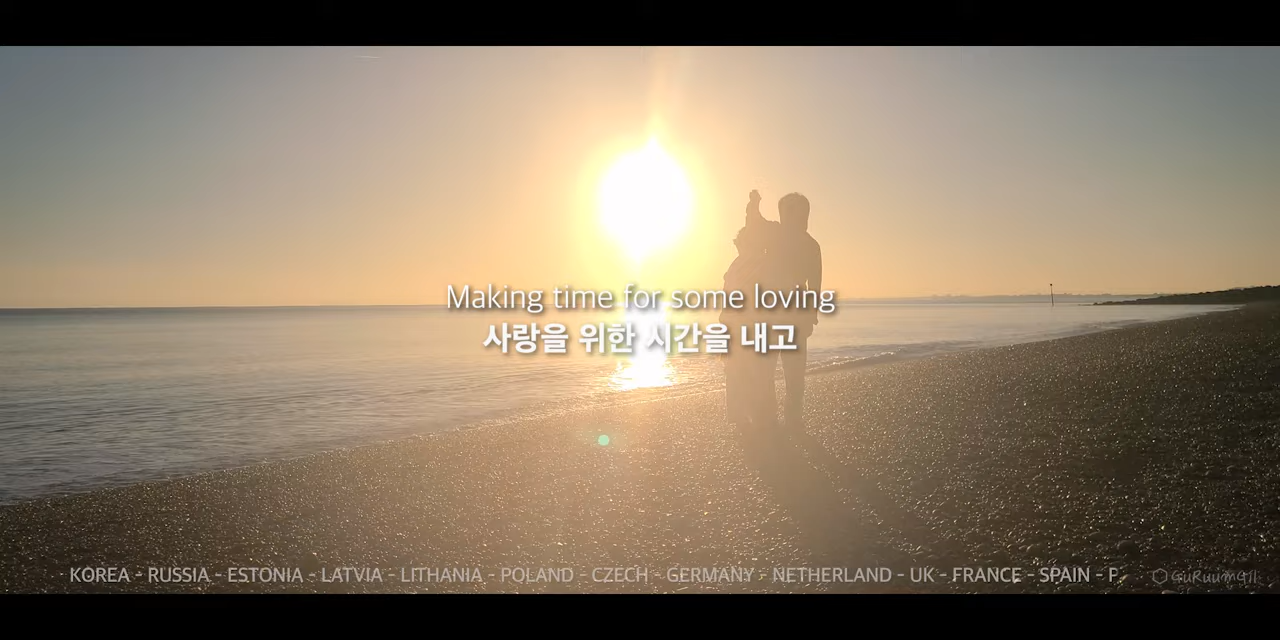 Making time for some loving
사랑을 위한 시간을 내고
KOREA - RUSSIA - ESTONIA - LATVIA - LITHANIA - POLAND - CZECH - GERMANY - NETHERLAND - UK - FRANCE - SPAIN - P
GuRuumGil